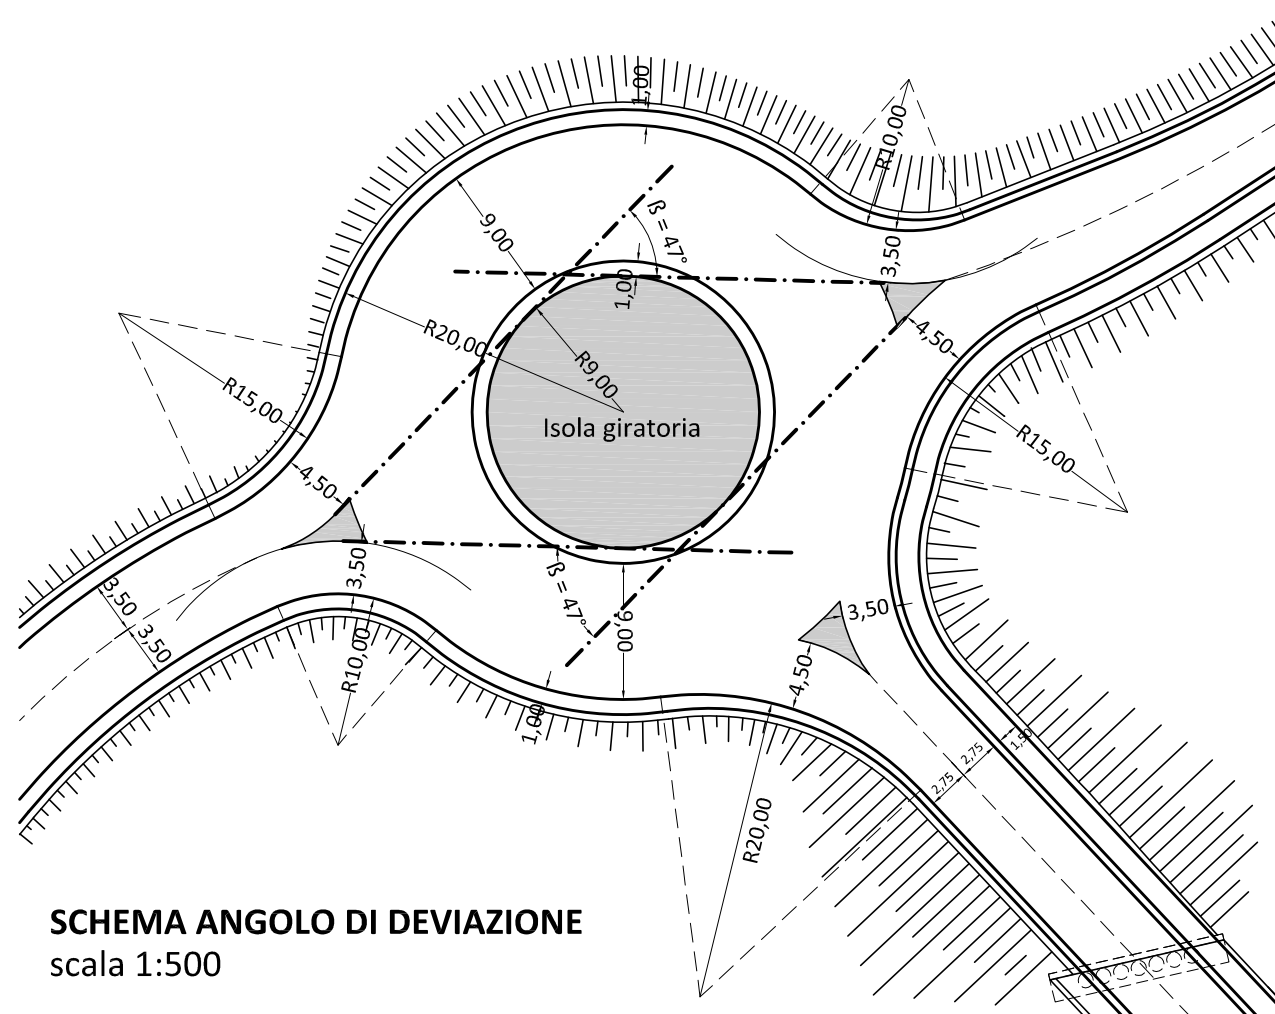 1,00
R10,00
ß = 47°
9,00
3,50
1,00
R20,00
4,50
R9,00
R15,00
Isola giratoria
R15,00
4,50
3,50
3,50
3,50
ß = 47°
9,00
3,50
R10,00
4,50
1,00
2,75
2,75
1,50
R20,00
SCHEMA ANGOLO DI DEVIAZIONE
scala 1:500